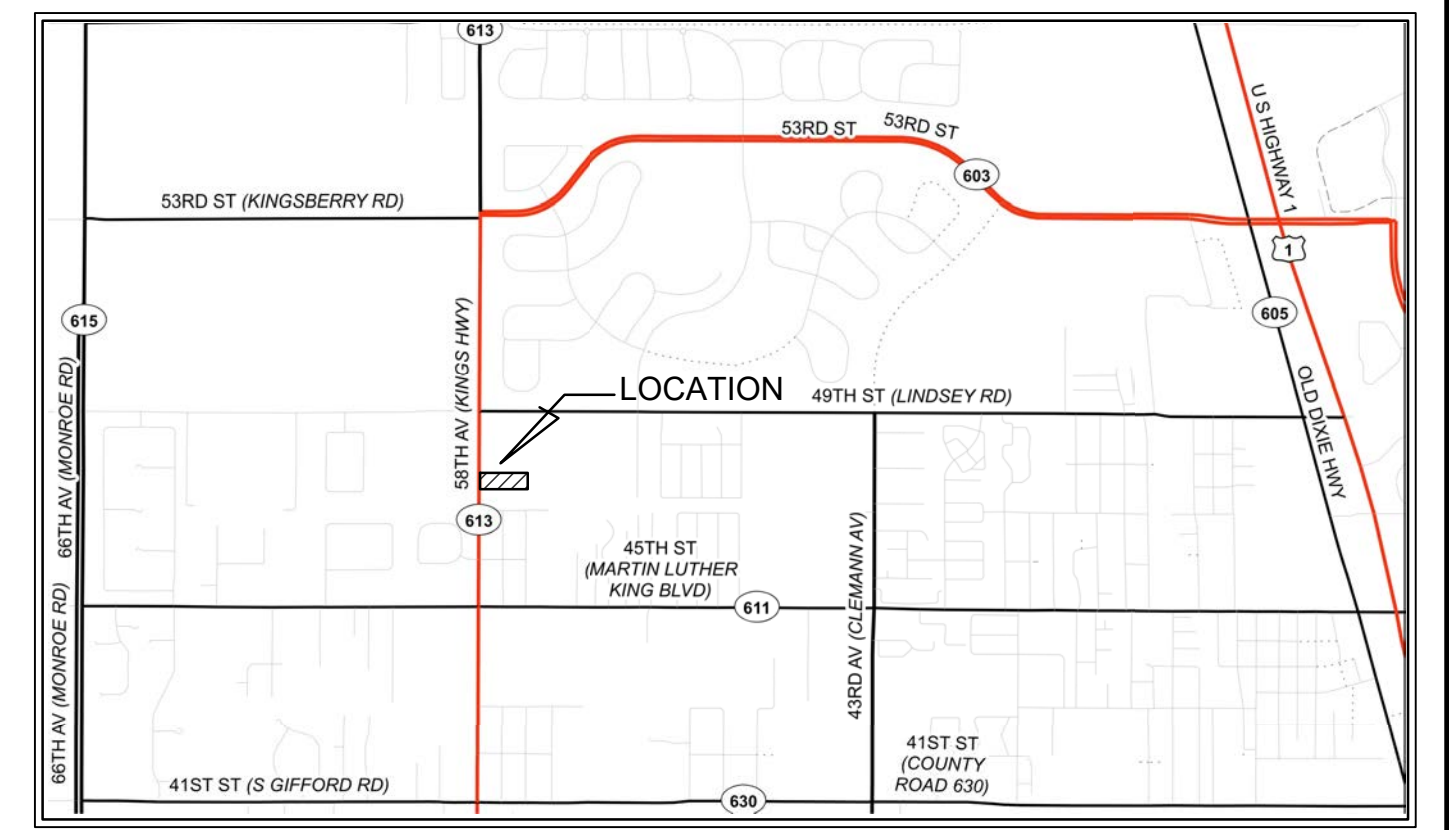 613
53RD ST
53RD ST
U S HIGHWAY 1
603
53RD ST (KINGSBERRY RD)
1
615
605
58TH AV (KINGS HWY)
66TH AV (MONROE RD)
LOCATION
49TH ST (LINDSEY RD)
OLD DIXIE HWY
613
45TH ST
(MARTIN LUTHER
KING BLVD)
611
43RD AV (CLEMANN AV)
66TH AV (MONROE RD)
41ST ST (S GIFFORD RD)
630
41ST ST
(COUNTY
ROAD 630)